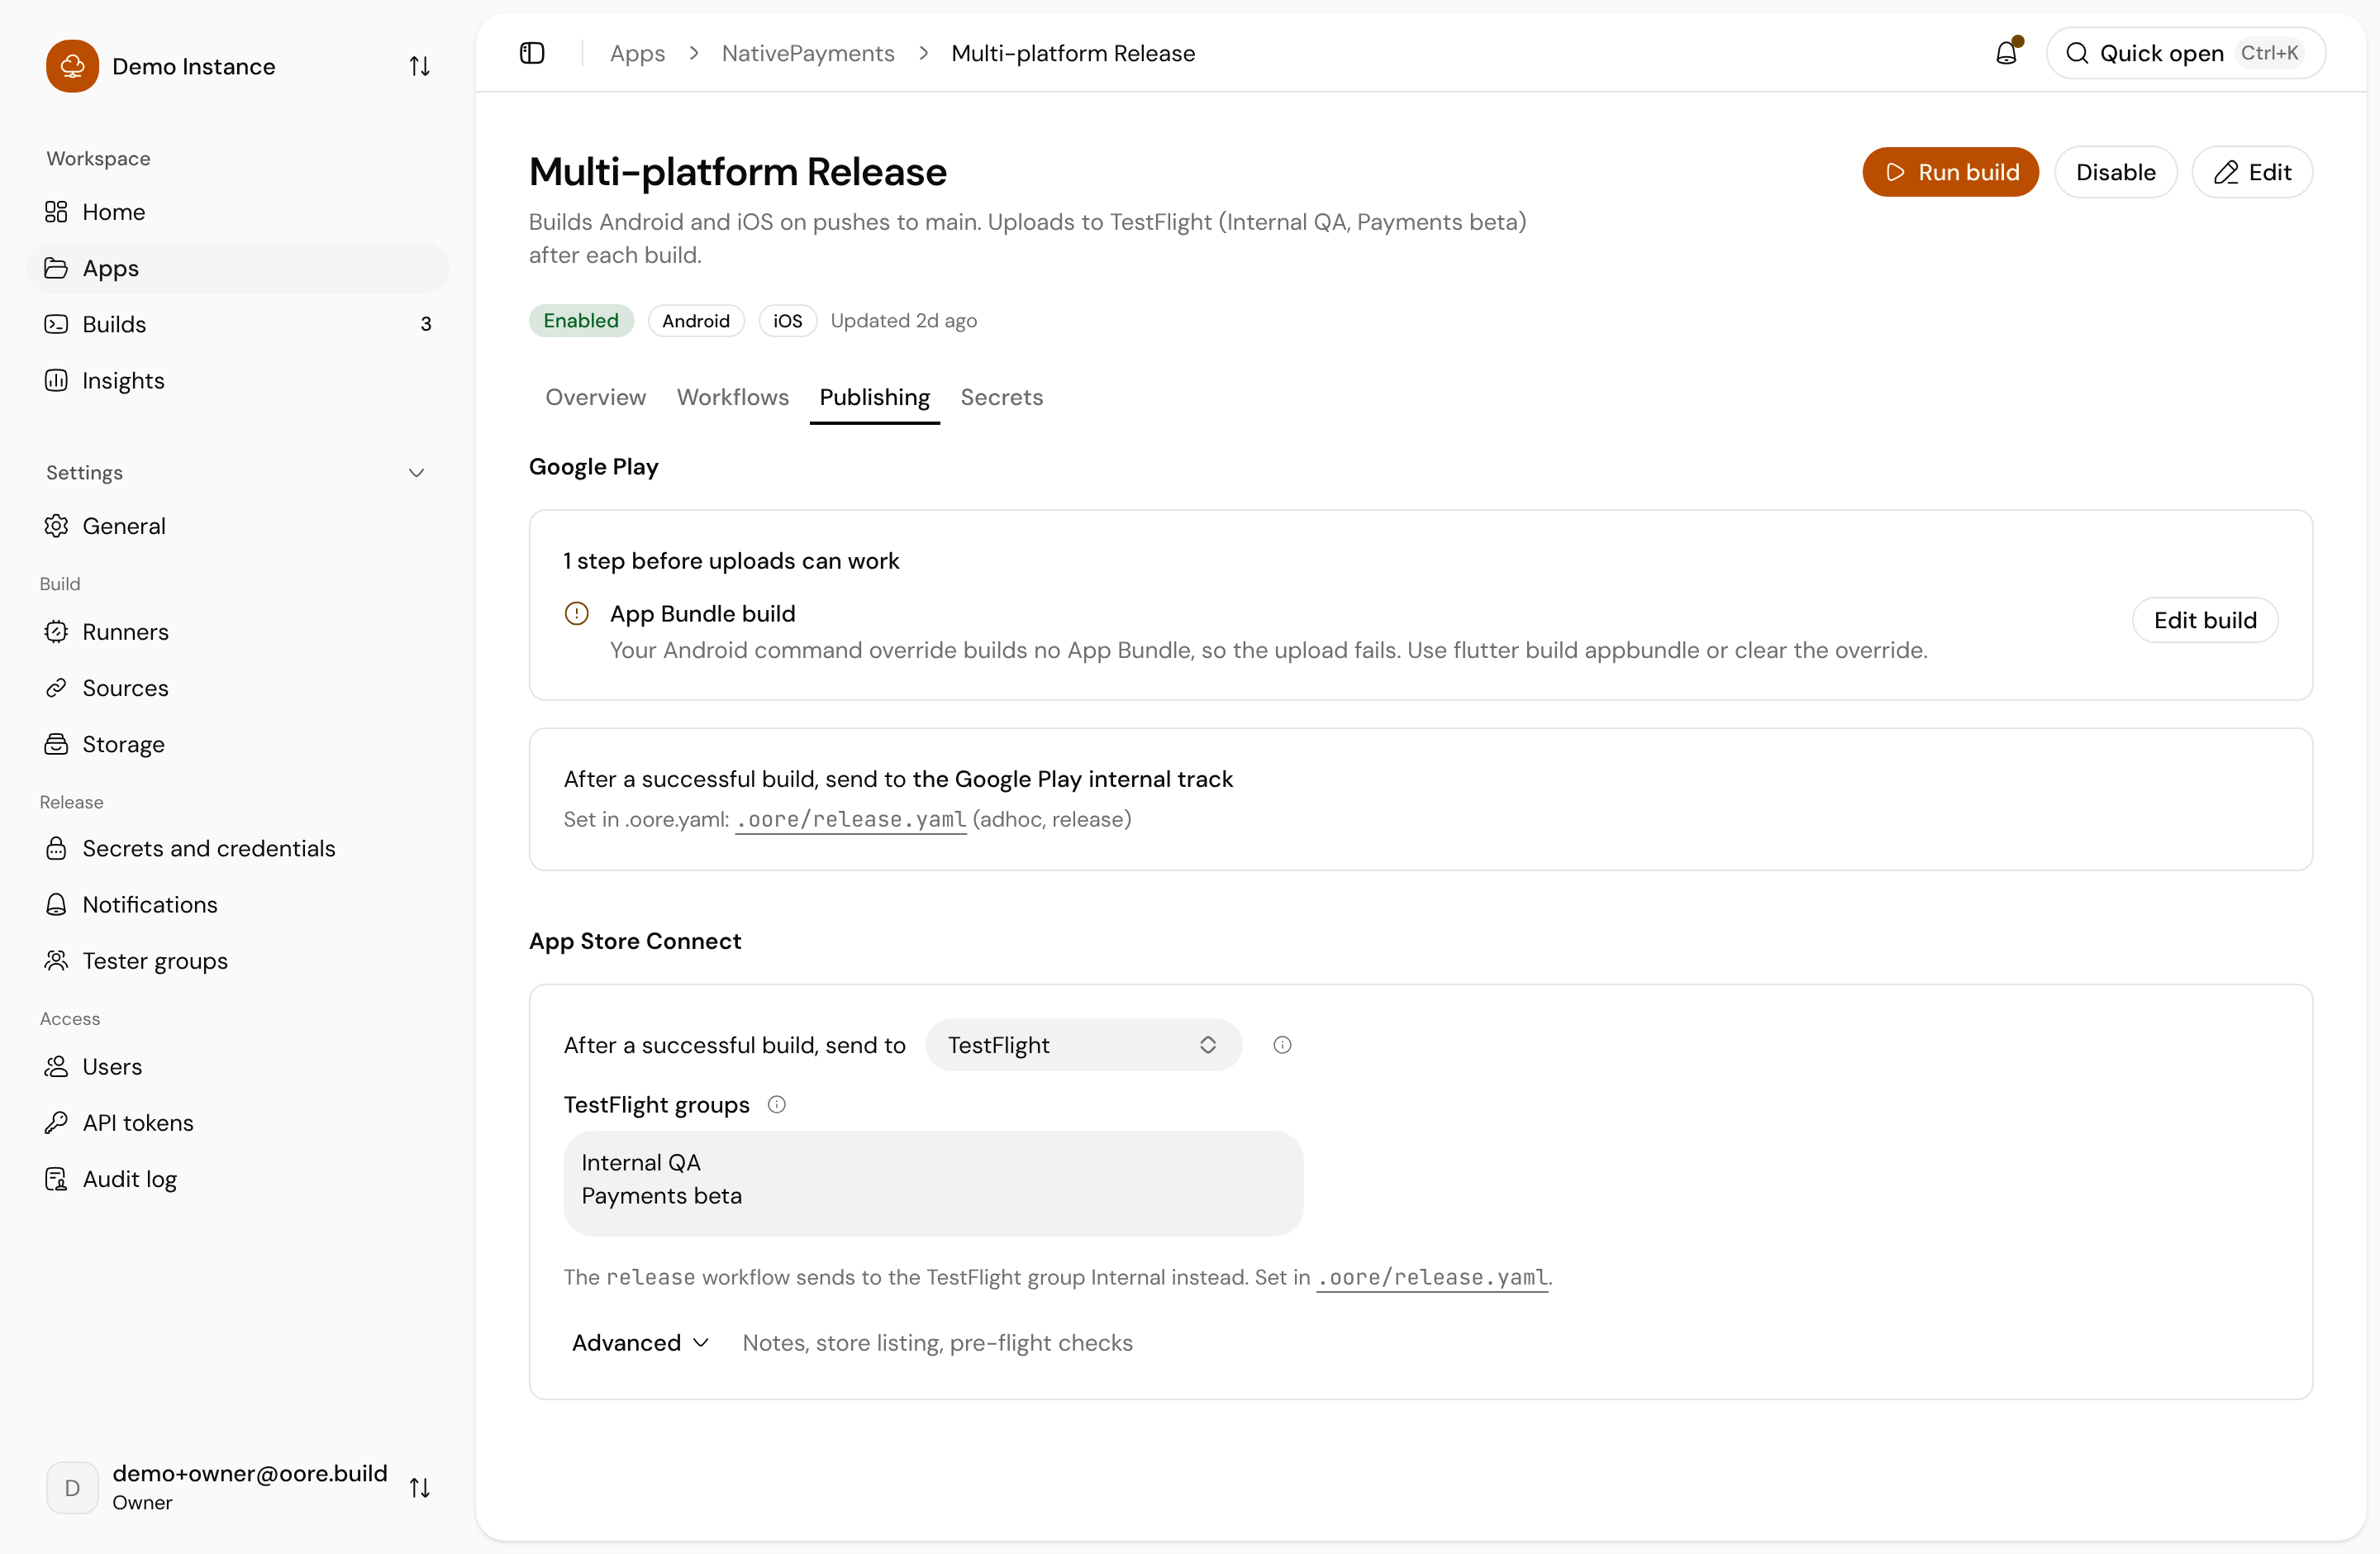 Demo Instance
Workspace
Home
Apps
Builds 3
Insights
Settings
General
Build
Runners
Sources
Storage
Release
Secrets and credentials
Notifications
Tester groups
Access
Users
API tokens
Audit log
D
demo+owner@oore.build
Owner
Apps > NativePayments > Multi-platform Release
Quick open Ctrl+K
Multi-platform Release
Run build
Disable
Edit
Builds Android and iOS on pushes to main. Uploads to TestFlight (Internal QA, Payments beta)
after each build.
Enabled Android iOS Updated 2d ago
Overview Workflows Publishing Secrets
Google Play
1 step before uploads can work
App Bundle build
Your Android command override builds no App Bundle, so the upload fails. Use flutter build appbundle or clear the override.
Edit build
After a successful build, send to the Google Play internal track
Set in .oore.yaml: .oore/release.yaml (adhoc, release)
App Store Connect
After a successful build, send to TestFlight
TestFlight groups
Internal QA
Payments beta
The release workflow sends to the TestFlight group Internal instead. Set in .oore/release.yaml.
Advanced Notes, store listing, pre-flight checks